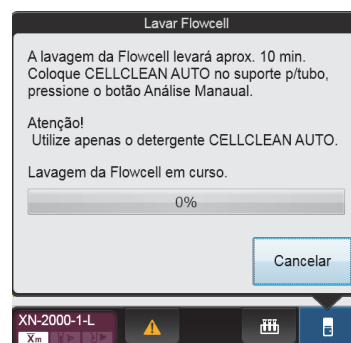 Lavar Flowcell
A lavagem da Flowcell levará aprox. 10 min.
Coloque CELLCLEAN AUTO no suporte p/tubo,
pressione o botão Análise Manaual.
Atenção!
Utilize apenas o detergente CELLCLEAN AUTO.
Lavagem da Flowcell em curso.
0%
Cancelar
XN-2000-1-L
Xm